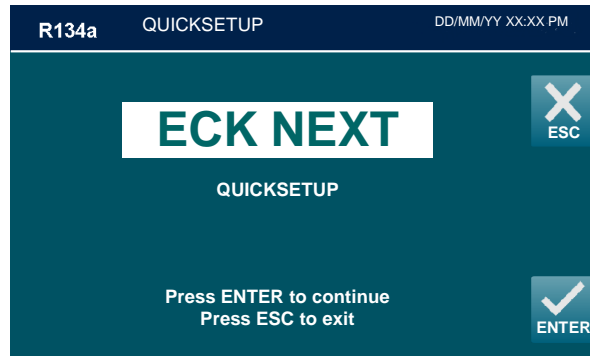 R134a QUICKSETUP DD/MM/YY XX:XX PM
ECK NEXT
ESC
QUICKSETUP
Press ENTER to continue
Press ESC to exit
ENTER